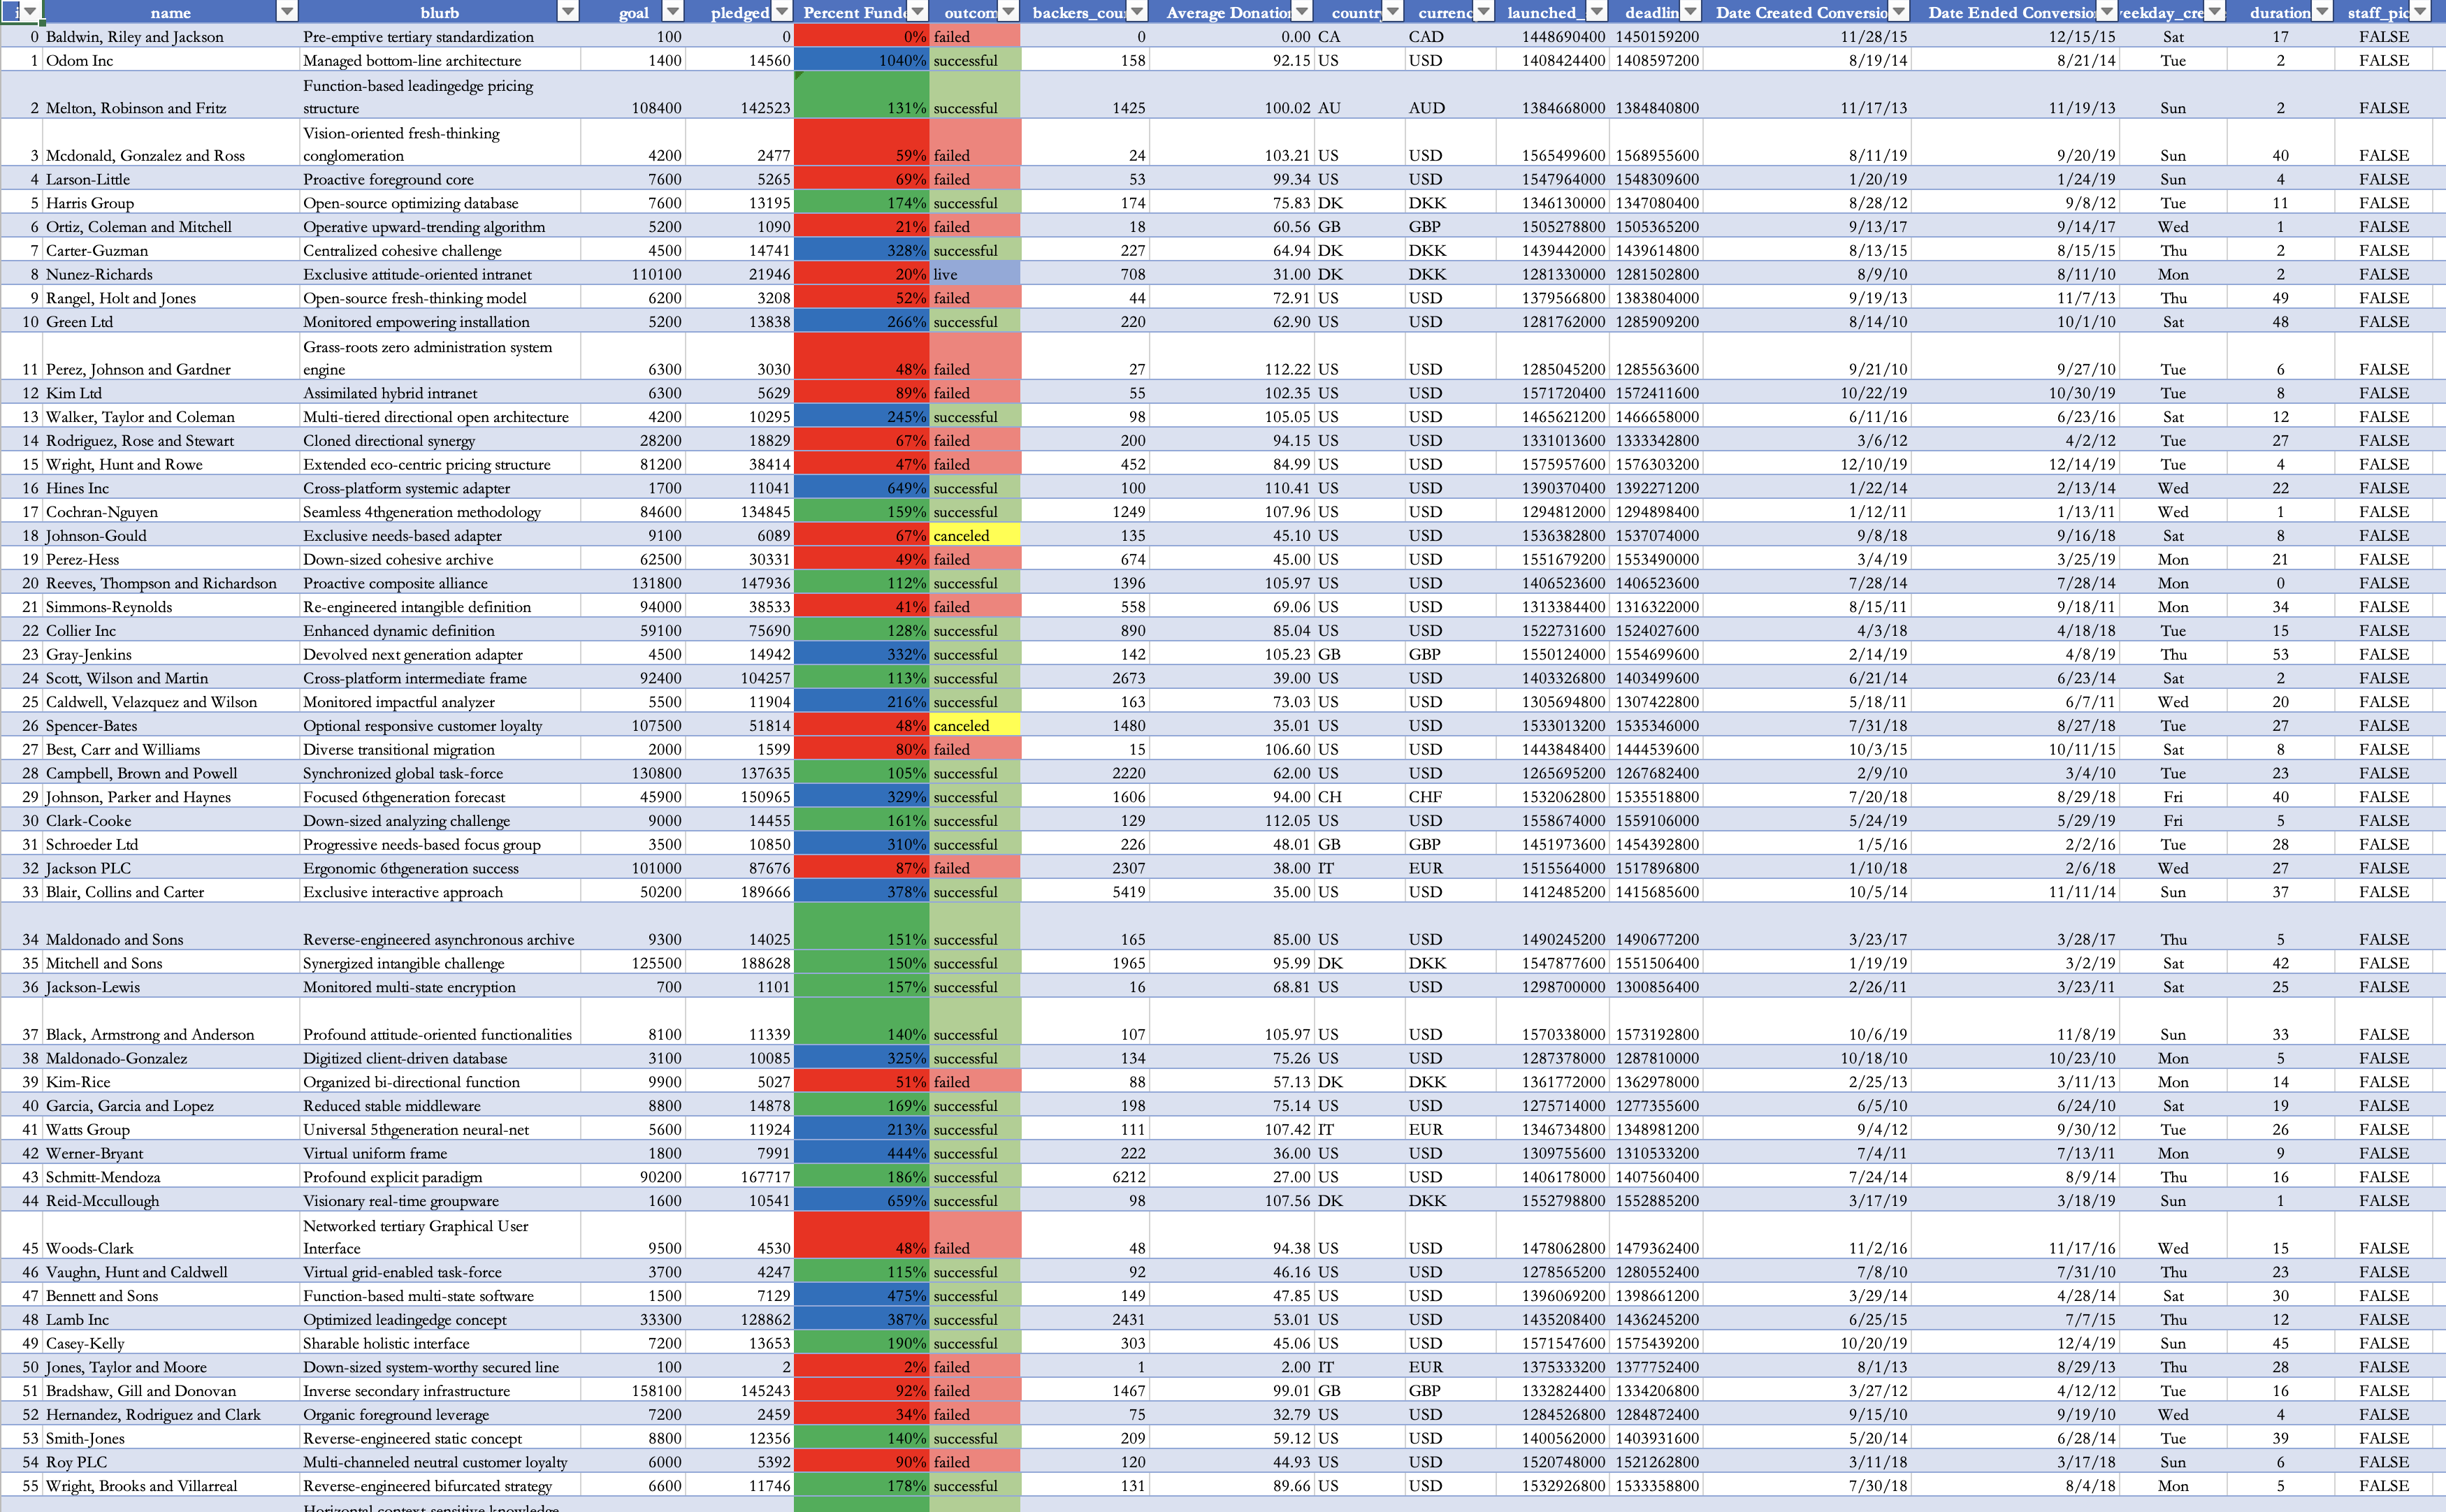 i name blurb goal pledged Percent Funde outcom backers_cou Average Donation country currenc launched_ deadlin Date Created Conversio Date Ended Conversion eekday_cre duration staff_pic
0 Baldwin, Riley and Jackson Pre-emptive tertiary standardization 100 0 0% failed 0 0.00 CA CAD 1448690400 1450159200 11/28/15 12/15/15 Sat 17 FALSE
1 Odom Inc Managed bottom-line architecture 1400 14560 1040% successful 158 92.15 US USD 1408424400 1408597200 8/19/14 8/21/14 Tue 2 FALSE
Function-based leadingedge pricing
2 Melton, Robinson and Fritz structure 108400 142523 131% successful 1425 100.02 AU AUD 1384668000 1384840800 11/17/13 11/19/13 Sun 2 FALSE
Vision-oriented fresh-thinking
3 Mcdonald, Gonzalez and Ross conglomeration 4200 2477 59% failed 24 103.21 US USD 1565499600 1568955600 8/11/19 9/20/19 Sun 40 FALSE
4 Larson-Little Proactive foreground core 7600 5265 69% failed 53 99.34 US USD 1547964000 1548309600 1/20/19 1/24/19 Sun 4 FALSE
5 Harris Group Open-source optimizing database 7600 13195 174% successful 174 75.83 DK DKK 1346130000 1347080400 8/28/12 9/8/12 Tue 11 FALSE
6 Ortiz, Coleman and Mitchell Operative upward-trending algorithm 5200 1090 21% failed 18 60.56 GB GBP 1505278800 1505365200 9/13/17 9/14/17 Wed 1 FALSE
7 Carter-Guzman Centralized cohesive challenge 4500 14741 328% successful 227 64.94 DK DKK 1439442000 1439614800 8/13/15 8/15/15 Thu 2 FALSE
8 Nunez-Richards Exclusive attitude-oriented intranet 110100 21946 20% live 708 31.00 DK DKK 1281330000 1281502800 8/9/10 8/11/10 Mon 2 FALSE
9 Rangel, Holt and Jones Open-source fresh-thinking model 6200 3208 52% failed 44 72.91 US USD 1379566800 1383804000 9/19/13 11/7/13 Thu 49 FALSE
10 Green Ltd Monitored empowering installation 5200 13838 266% successful 220 62.90 US USD 1281762000 1285909200 8/14/10 10/1/10 Sat 48 FALSE
Grass-roots zero administration system
11 Perez, Johnson and Gardner engine 6300 3030 48% failed 27 112.22 US USD 1285045200 1285563600 9/21/10 9/27/10 Tue 6 FALSE
12 Kim Ltd Assimilated hybrid intranet 6300 5629 89% failed 55 102.35 US USD 1571720400 1572411600 10/22/19 10/30/19 Tue 8 FALSE
13 Walker, Taylor and Coleman Multi-tiered directional open architecture 4200 10295 245% successful 98 105.05 US USD 1465621200 1466658000 6/11/16 6/23/16 Sat 12 FALSE
14 Rodriguez, Rose and Stewart Cloned directional synergy 28200 18829 67% failed 200 94.15 US USD 1331013600 1333342800 3/6/12 4/2/12 Tue 27 FALSE
15 Wright, Hunt and Rowe Extended eco-centric pricing structure 81200 38414 47% failed 452 84.99 US USD 1575957600 1576303200 12/10/19 12/14/19 Tue 4 FALSE
16 Hines Inc Cross-platform systemic adapter 1700 11041 649% successful 100 110.41 US USD 1390370400 1392271200 1/22/14 2/13/14 Wed 22 FALSE
17 Cochran-Nguyen Seamless 4thgeneration methodology 84600 134845 159% successful 1249 107.96 US USD 1294812000 1294898400 1/12/11 1/13/11 Wed 1 FALSE
18 Johnson-Gould Exclusive needs-based adapter 9100 6089 67% canceled 135 45.10 US USD 1536382800 1537074000 9/8/18 9/16/18 Sat 8 FALSE
19 Perez-Hess Down-sized cohesive archive 62500 30331 49% failed 674 45.00 US USD 1551679200 1553490000 3/4/19 3/25/19 Mon 21 FALSE
20 Reeves, Thompson and Richardson Proactive composite alliance 131800 147936 112% successful 1396 105.97 US USD 1406523600 1406523600 7/28/14 7/28/14 Mon 0 FALSE
21 Simmons-Reynolds Re-engineered intangible definition 94000 38533 41% failed 558 69.06 US USD 1313384400 1316322000 8/15/11 9/18/11 Mon 34 FALSE
22 Collier Inc Enhanced dynamic definition 59100 75690 128% successful 890 85.04 US USD 1522731600 1524027600 4/3/18 4/18/18 Tue 15 FALSE
23 Gray-Jenkins Devolved next generation adapter 4500 14942 332% successful 142 105.23 GB GBP 1550124000 1554699600 2/14/19 4/8/19 Thu 53 FALSE
24 Scott, Wilson and Martin Cross-platform intermediate frame 92400 104257 113% successful 2673 39.00 US USD 1403326800 1403499600 6/21/14 6/23/14 Sat 2 FALSE
25 Caldwell, Velazquez and Wilson Monitored impactful analyzer 5500 11904 216% successful 163 73.03 US USD 1305694800 1307422800 5/18/11 6/7/11 Wed 20 FALSE
26 Spencer-Bates Optional responsive customer loyalty 107500 51814 48% canceled 1480 35.01 US USD 1533013200 1535346000 7/31/18 8/27/18 Tue 27 FALSE
27 Best, Carr and Williams Diverse transitional migration 2000 1599 80% failed 15 106.60 US USD 1443848400 1444539600 10/3/15 10/11/15 Sat 8 FALSE
28 Campbell, Brown and Powell Synchronized global task-force 130800 137635 105% successful 2220 62.00 US USD 1265695200 1267682400 2/9/10 3/4/10 Tue 23 FALSE
29 Johnson, Parker and Haynes Focused 6thgeneration forecast 45900 150965 329% successful 1606 94.00 CH CHF 1532062800 1535518800 7/20/18 8/29/18 Fri 40 FALSE
30 Clark-Cooke Down-sized analyzing challenge 9000 14455 161% successful 129 112.05 US USD 1558674000 1559106000 5/24/19 5/29/19 Fri 5 FALSE
31 Schroeder Ltd Progressive needs-based focus group 3500 10850 310% successful 226 48.01 GB GBP 1451973600 1454392800 1/5/16 2/2/16 Tue 28 FALSE
32 Jackson PLC Ergonomic 6thgeneration success 101000 87676 87% failed 2307 38.00 IT EUR 1515564000 1517896800 1/10/18 2/6/18 Wed 27 FALSE
33 Blair, Collins and Carter Exclusive interactive approach 50200 189666 378% successful 5419 35.00 US USD 1412485200 1415685600 10/5/14 11/11/14 Sun 37 FALSE
34 Maldonado and Sons Reverse-engineered asynchronous archive 9300 14025 151% successful 165 85.00 US USD 1490245200 1490677200 3/23/17 3/28/17 Thu 5 FALSE
35 Mitchell and Sons Synergized intangible challenge 125500 188628 150% successful 1965 95.99 DK DKK 1547877600 1551506400 1/19/19 3/2/19 Sat 42 FALSE
36 Jackson-Lewis Monitored multi-state encryption 700 1101 157% successful 16 68.81 US USD 1298700000 1300856400 2/26/11 3/23/11 Sat 25 FALSE
37 Black, Armstrong and Anderson Profound attitude-oriented functionalities 8100 11339 140% successful 107 105.97 US USD 1570338000 1573192800 10/6/19 11/8/19 Sun 33 FALSE
38 Maldonado-Gonzalez Digitized client-driven database 3100 10085 325% successful 134 75.26 US USD 1287378000 1287810000 10/18/10 10/23/10 Mon 5 FALSE
39 Kim-Rice Organized bi-directional function 9900 5027 51% failed 88 57.13 DK DKK 1361772000 1362978000 2/25/13 3/11/13 Mon 14 FALSE
40 Garcia, Garcia and Lopez Reduced stable middleware 8800 14878 169% successful 198 75.14 US USD 1275714000 1277355600 6/5/10 6/24/10 Sat 19 FALSE
41 Watts Group Universal 5thgeneration neural-net 5600 11924 213% successful 111 107.42 IT EUR 1346734800 1348981200 9/4/12 9/30/12 Tue 26 FALSE
42 Werner-Bryant Virtual uniform frame 1800 7991 444% successful 222 36.00 US USD 1309755600 1310533200 7/4/11 7/13/11 Mon 9 FALSE
43 Schmitt-Mendoza Profound explicit paradigm 90200 167717 186% successful 6212 27.00 US USD 1406178000 1407560400 7/24/14 8/9/14 Thu 16 FALSE
44 Reid-Mccullough Visionary real-time groupware 1600 10541 659% successful 98 107.56 DK DKK 1552798800 1552885200 3/17/19 3/18/19 Sun 1 FALSE
Networked tertiary Graphical User
45 Woods-Clark Interface 9500 4530 48% failed 48 94.38 US USD 1478062800 1479362400 11/2/16 11/17/16 Wed 15 FALSE
46 Vaughn, Hunt and Caldwell Virtual grid-enabled task-force 3700 4247 115% successful 92 46.16 US USD 1278565200 1280552400 7/8/10 7/31/10 Thu 23 FALSE
47 Bennett and Sons Function-based multi-state software 1500 7129 475% successful 149 47.85 US USD 1396069200 1398661200 3/29/14 4/28/14 Sat 30 FALSE
48 Lamb Inc Optimized leadingedge concept 33300 128862 387% successful 2431 53.01 US USD 1435208400 1436245200 6/25/15 7/7/15 Thu 12 FALSE
49 Casey-Kelly Sharable holistic interface 7200 13653 190% successful 303 45.06 US USD 1571547600 1575439200 10/20/19 12/4/19 Sun 45 FALSE
50 Jones, Taylor and Moore Down-sized system-worthy secured line 100 2 2% failed 1 2.00 IT EUR 1375333200 1377752400 8/1/13 8/29/13 Thu 28 FALSE
51 Bradshaw, Gill and Donovan Inverse secondary infrastructure 158100 145243 92% failed 1467 99.01 GB GBP 1332824400 1334206800 3/27/12 4/12/12 Tue 16 FALSE
52 Hernandez, Rodriguez and Clark Organic foreground leverage 7200 2459 34% failed 75 32.79 US USD 1284526800 1284872400 9/15/10 9/19/10 Wed 4 FALSE
53 Smith-Jones Reverse-engineered static concept 8800 12356 140% successful 209 59.12 US USD 1400562000 1403931600 5/20/14 6/28/14 Tue 39 FALSE
54 Roy PLC Multi-channeled neutral customer loyalty 6000 5392 90% failed 120 44.93 US USD 1520748000 1521262800 3/11/18 3/17/18 Sun 6 FALSE
55 Wright, Brooks and Villarreal Reverse-engineered bifurcated strategy 6600 11746 178% successful 131 89.66 US USD 1532926800 1533358800 7/30/18 8/4/18 Mon 5 FALSE
Horizontal context-sensitive knowledge